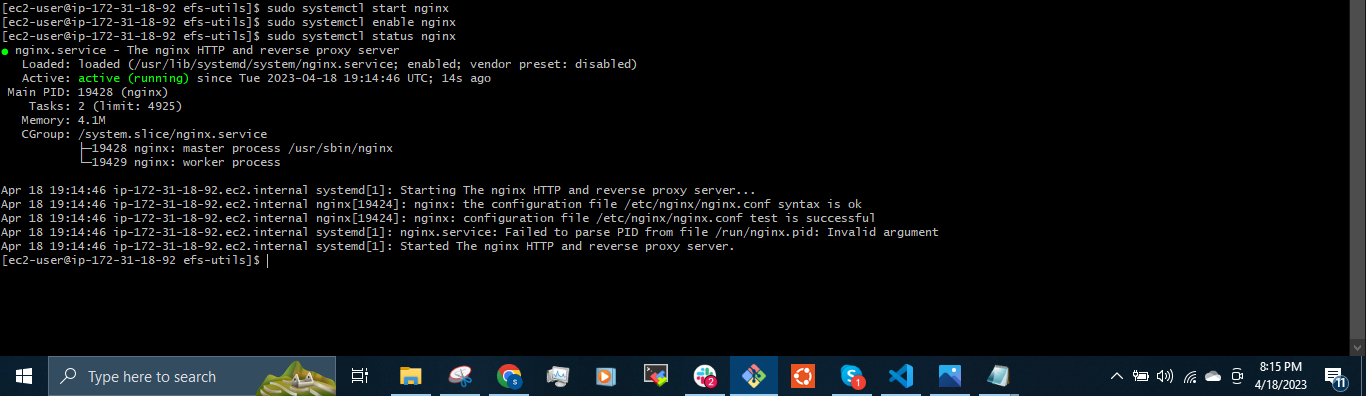 [ec2-user@ip-172-31-18-92 efs-utils]$ sudo systemctl start nginx
[ec2-user@ip-172-31-18-92 efs-utils]$ sudo systemctl enable nginx
[ec2-user@ip-172-31-18-92 efs-utils]$ sudo systemctl status nginx
● nginx.service - The nginx HTTP and reverse proxy server
   Loaded: loaded (/usr/lib/systemd/system/nginx.service; enabled; vendor preset: disabled)
   Active: active (running) since Tue 2023-04-18 19:14:46 UTC; 14s ago
 Main PID: 19428 (nginx)
    Tasks: 2 (limit: 4925)
   Memory: 4.1M
   CGroup: /system.slice/nginx.service
           ├─19428 nginx: master process /usr/sbin/nginx
           └─19429 nginx: worker process
Apr 18 19:14:46 ip-172-31-18-92.ec2.internal systemd[1]: Starting The nginx HTTP and reverse proxy server...
Apr 18 19:14:46 ip-172-31-18-92.ec2.internal nginx[19424]: nginx: the configuration file /etc/nginx/nginx.conf syntax is ok
Apr 18 19:14:46 ip-172-31-18-92.ec2.internal nginx[19424]: nginx: configuration file /etc/nginx/nginx.conf test is successful
Apr 18 19:14:46 ip-172-31-18-92.ec2.internal systemd[1]: nginx.service: Failed to parse PID from file /run/nginx.pid: Invalid argument
Apr 18 19:14:46 ip-172-31-18-92.ec2.internal systemd[1]: Started The nginx HTTP and reverse proxy server.
[ec2-user@ip-172-31-18-92 efs-utils]$
Type here to search
S
2
S 1
8:15 PM
4/18/2023
11